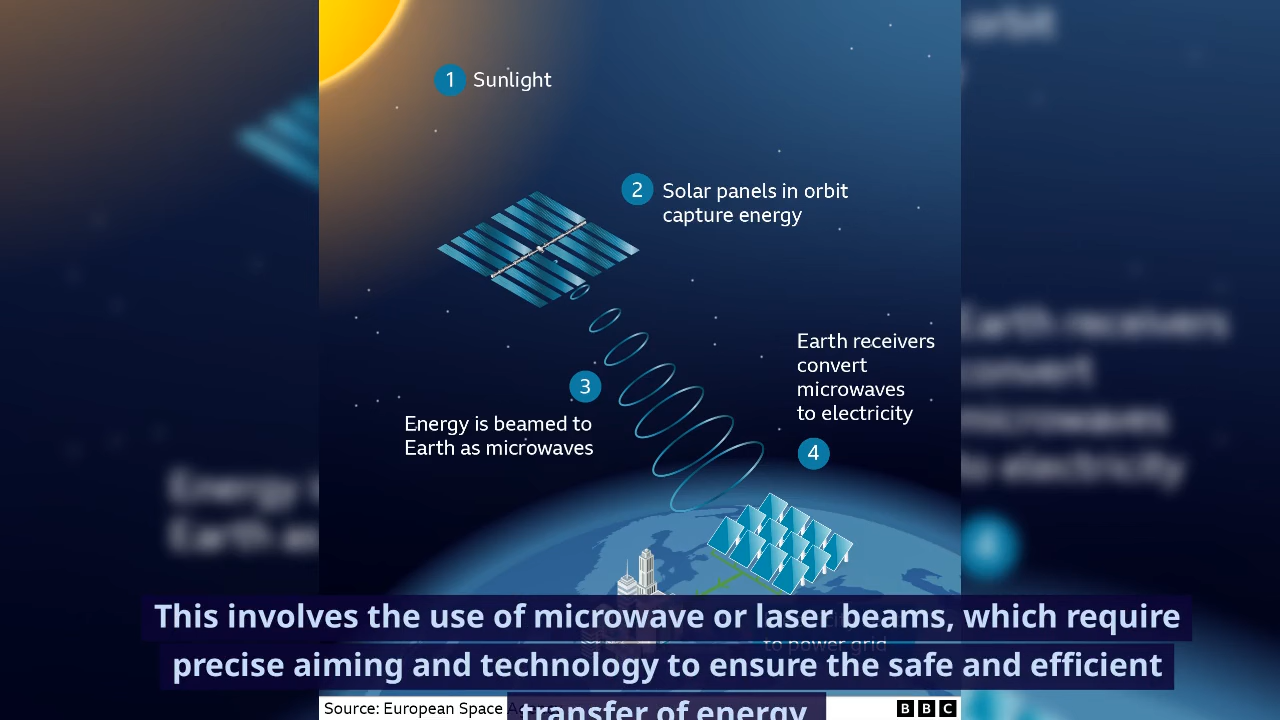 1 Sunlight
2 Solar panels in orbit
capture energy
Earth receivers
convert
microwaves
to electricity
3
Energy is beamed to
Earth as microwaves
4
to power grid
This involves the use of microwave or laser beams, which require
precise aiming and technology to ensure the safe and efficient
transfer of energy
Source: European Space
BBC